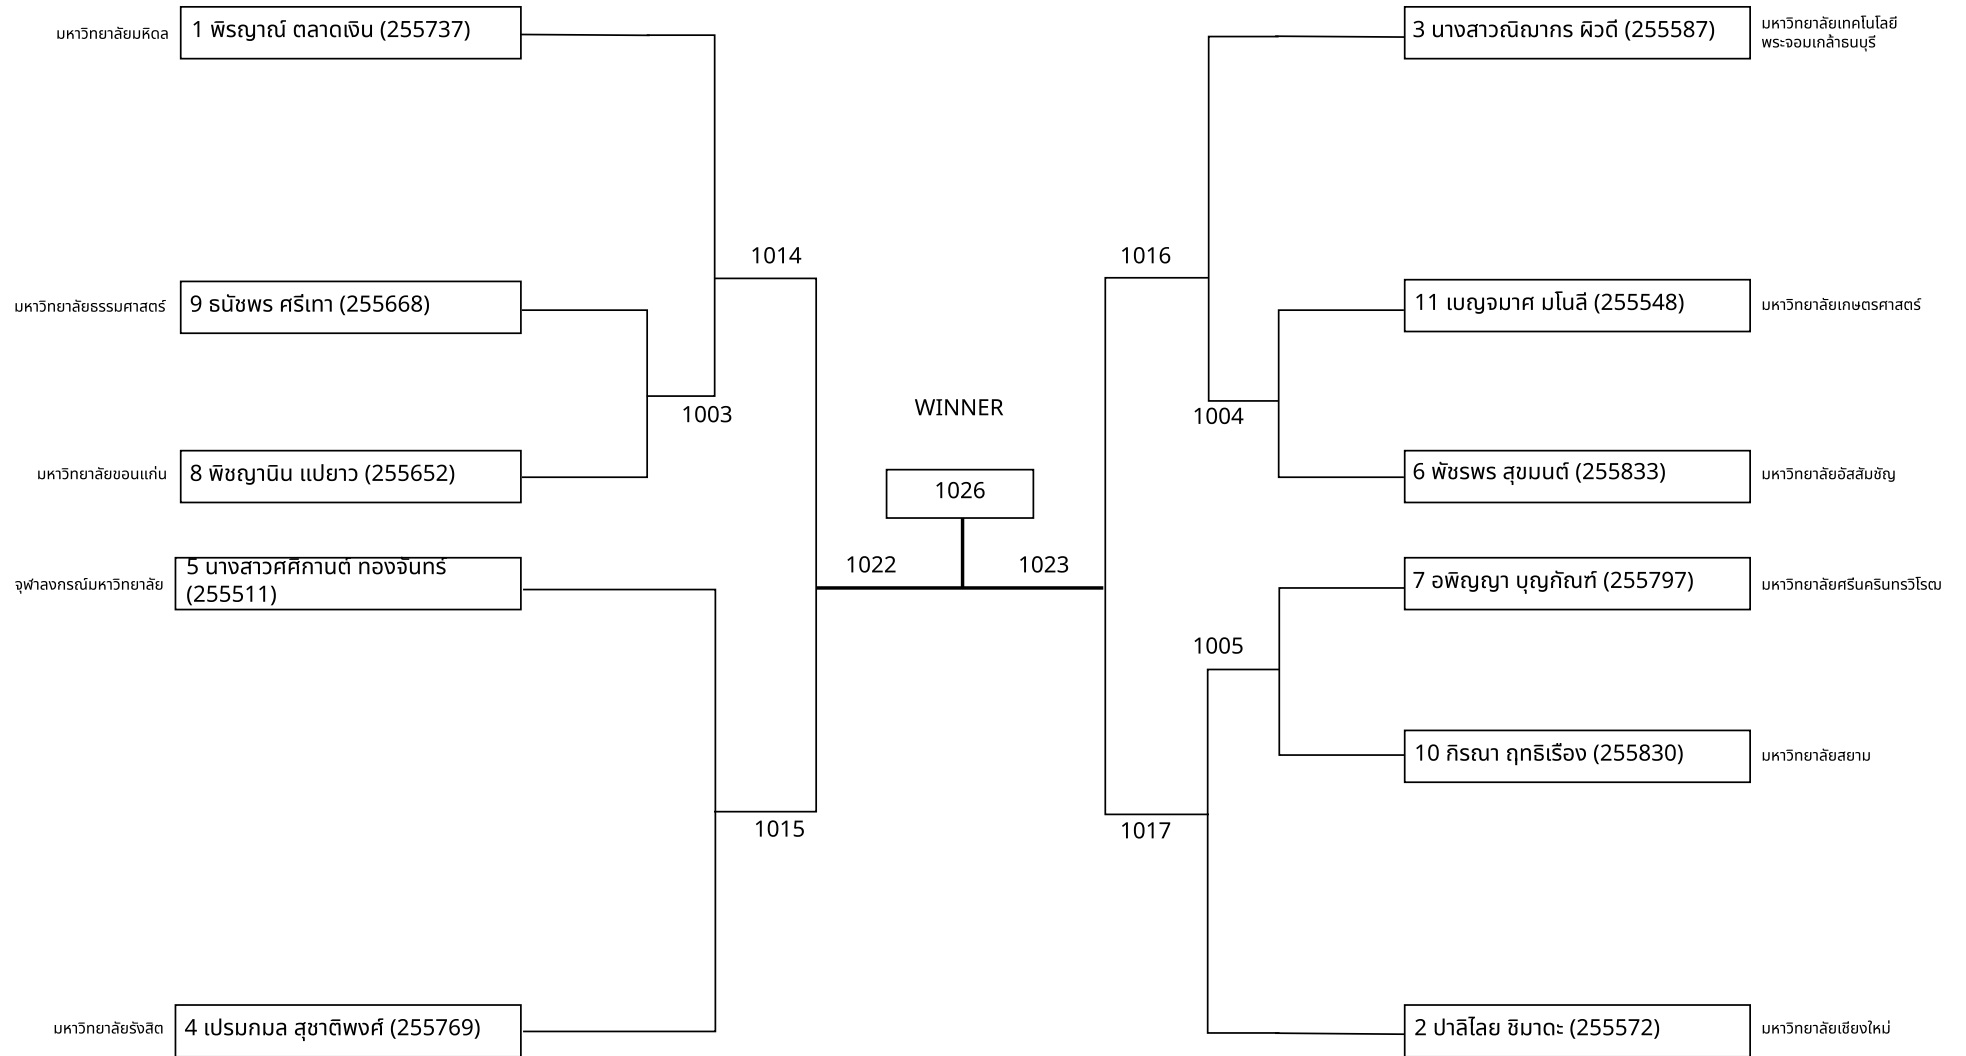 มหาวิทยาลัยมหิดล
1 พิรญาณ์ ตลาดเงิน (255737)
3 นางสาวณิฌากร ผิวดี (255587)
มหาวิทยาลัยเทคโนโลยี
พระจอมเกล้าธนบุรี
1014
1016
มหาวิทยาลัยธรรมศาสตร์
9 ธนัชพร ศรีเทา (255668)
11 เบญจมาศ มโนลี (255548)
มหาวิทยาลัยเกษตรศาสตร์
1003
WINNER
1004
มหาวิทยาลัยขอนแก่น
8 พิชญานิน แปยาว (255652)
1026
6 พัชรพร สุขมนต์ (255833)
มหาวิทยาลัยอัสสัมชัญ
จุฬาลงกรณ์มหาวิทยาลัย
5 นางสาวศศิกานต์ ทองจันทร์
(255511)
1022
1023
7 อพิญญา บุญกัณฑ์ (255797)
มหาวิทยาลัยศรีนครินทรวิโรฒ
1005
10 กิรณา ฤทธิเรือง (255830)
มหาวิทยาลัยสยาม
1015
1017
มหาวิทยาลัยรังสิต
4 เปรมกมล สุชาติพงศ์ (255769)
2 ปาลิไลย ชิมาดะ (255572)
มหาวิทยาลัยเชียงใหม่